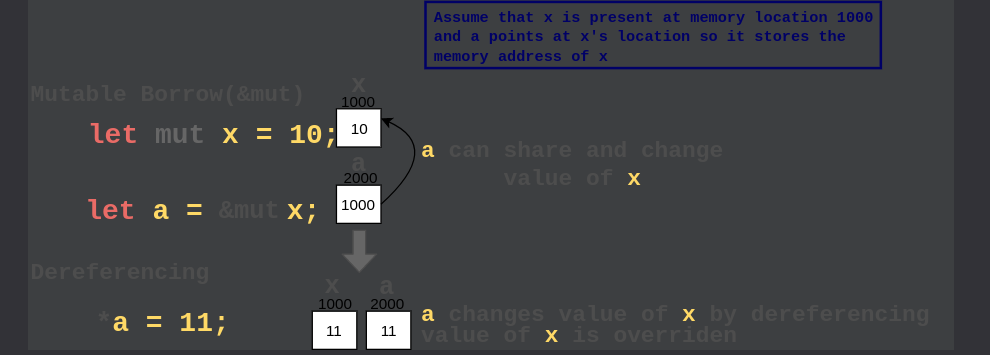 Assume that x is present at memory location 1000
and a points at x's location so it stores the
memory address of x
x
Mutable Borrow(&mut)
1000
let mut x = 10;
10
a can share and change
value of x
a
2000
let a = &mut x;
1000
Dereferencing
x a
1000 2000
*a = 11;
11 11
a changes value of x by dereferencing
value of x is overriden